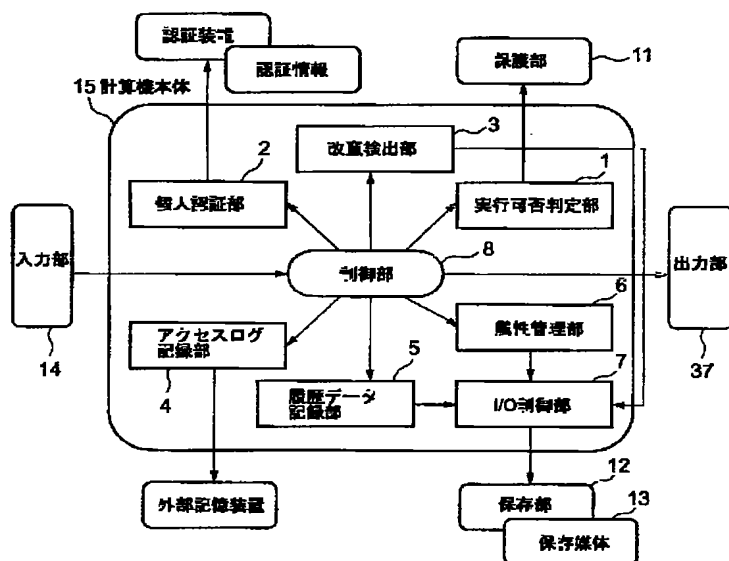 認証装置
認証情報
保護部
11
15 計算機本体
3
改竄検出部
2
1
個人認証部
実行可否判定部
入力部
制御部
8
出力部
6
アクセスログ
記録部
属性管理部
14
4
5
7
37
履歴データ
記録部
I/O制御部
12
外部記憶装置
保存部
13
保存媒体